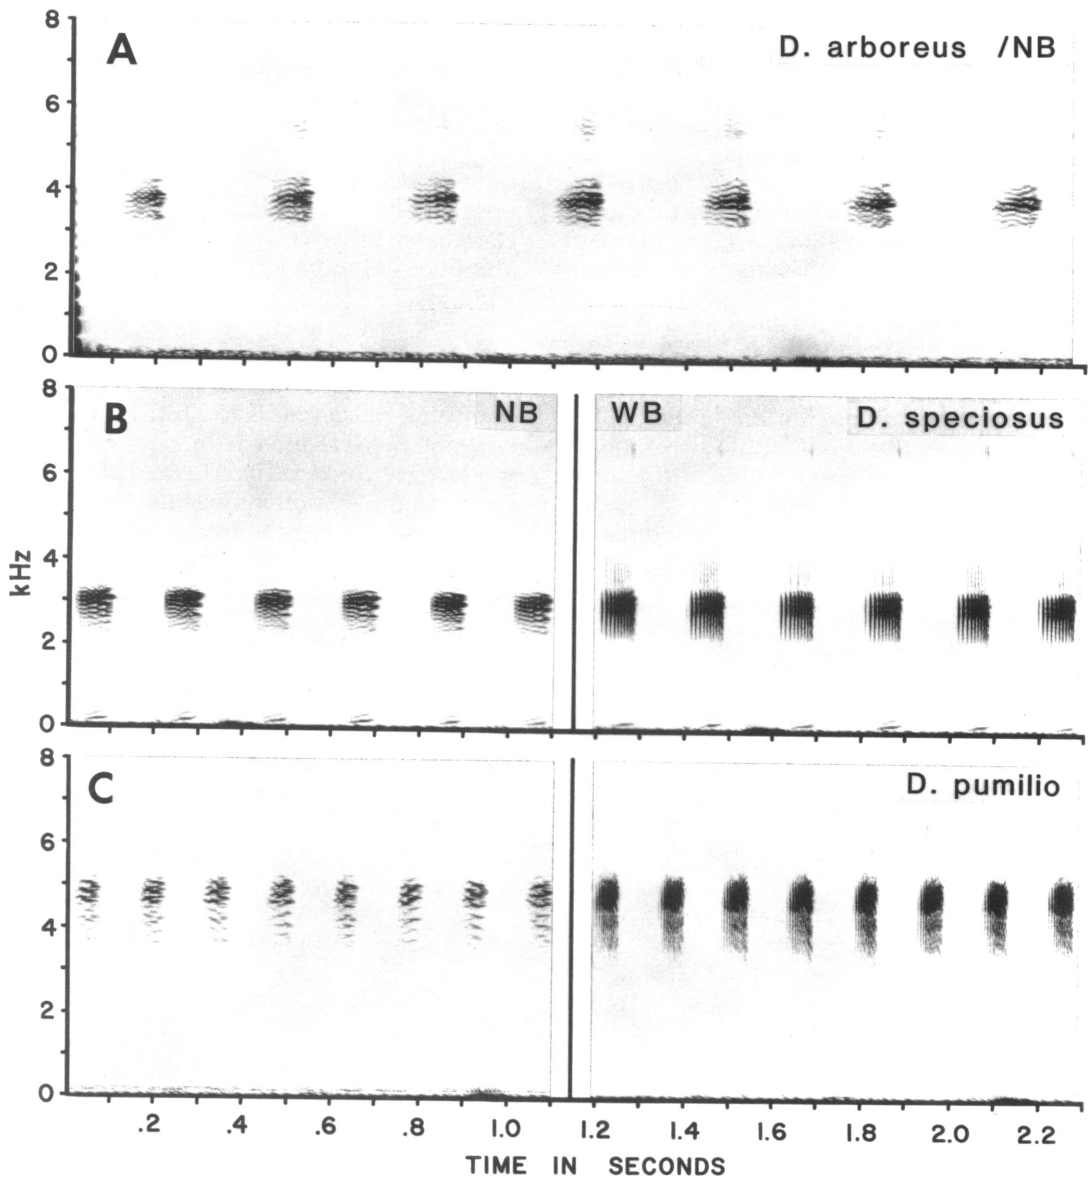 8
A
D. arboreus /NB
6
4
2
0
8
B
NB
WB
D. speciosus
6
4
kHz
2
0
8
C
D. pumilio
6
4
2
0
.2 .4 .6 .8 1.0 1.2 1.4 1.6 1.8 2.0 2.2
TIME IN SECONDS